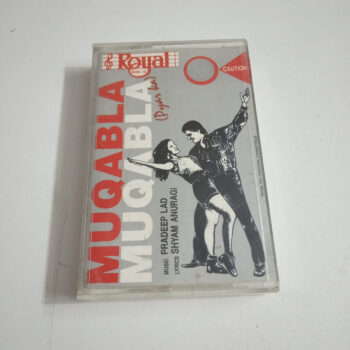 Royal
CAUTION
MUQABLA
MUQABLA
(Pyar ka)
MUSIC PRADEEP LAD
LYRICS SHYAM ANURAGI